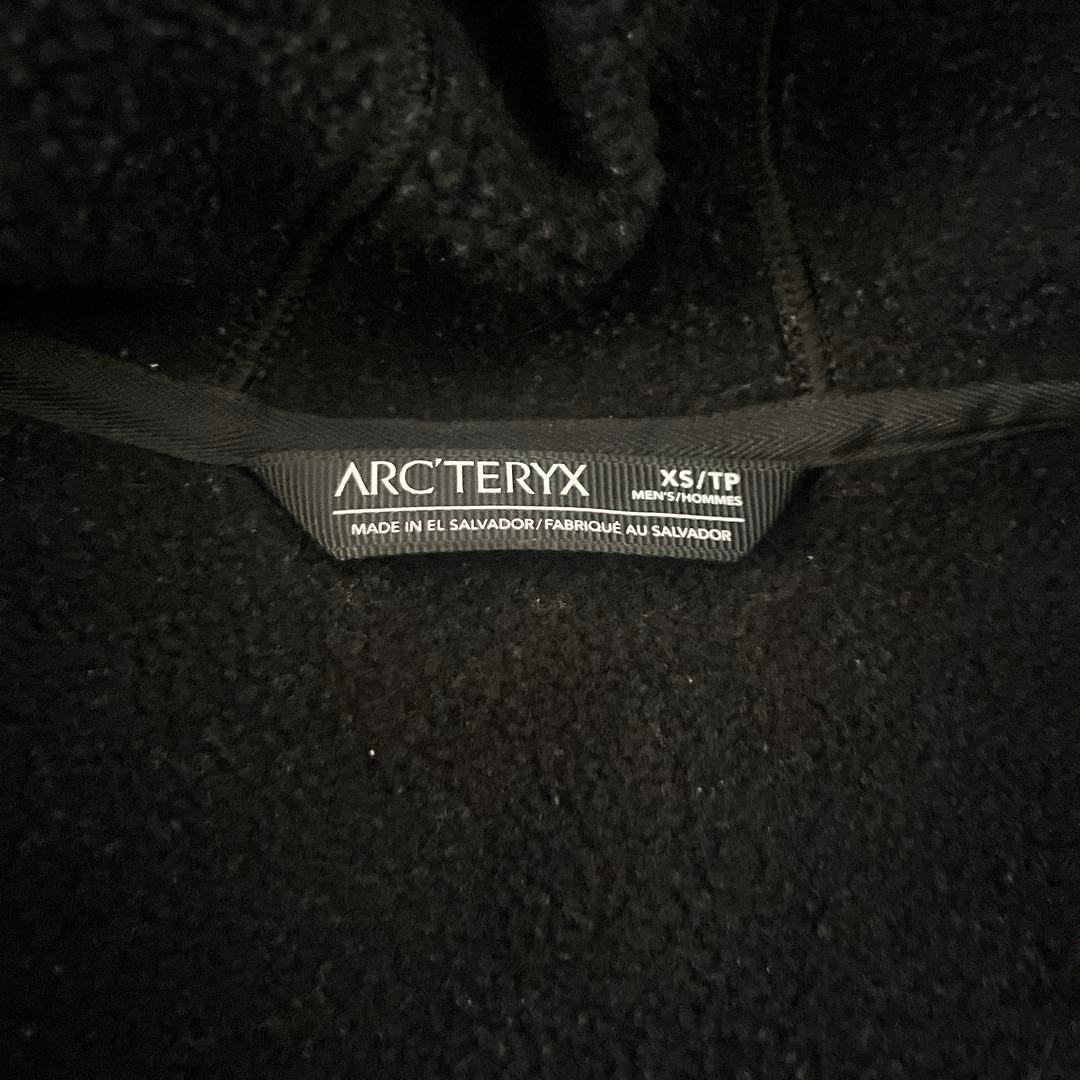 ARC'TERYX XS/TP
MEN'S/HOMMES
MADE IN EL SALVADOR/FABRIQUÉ AU SALVADOR